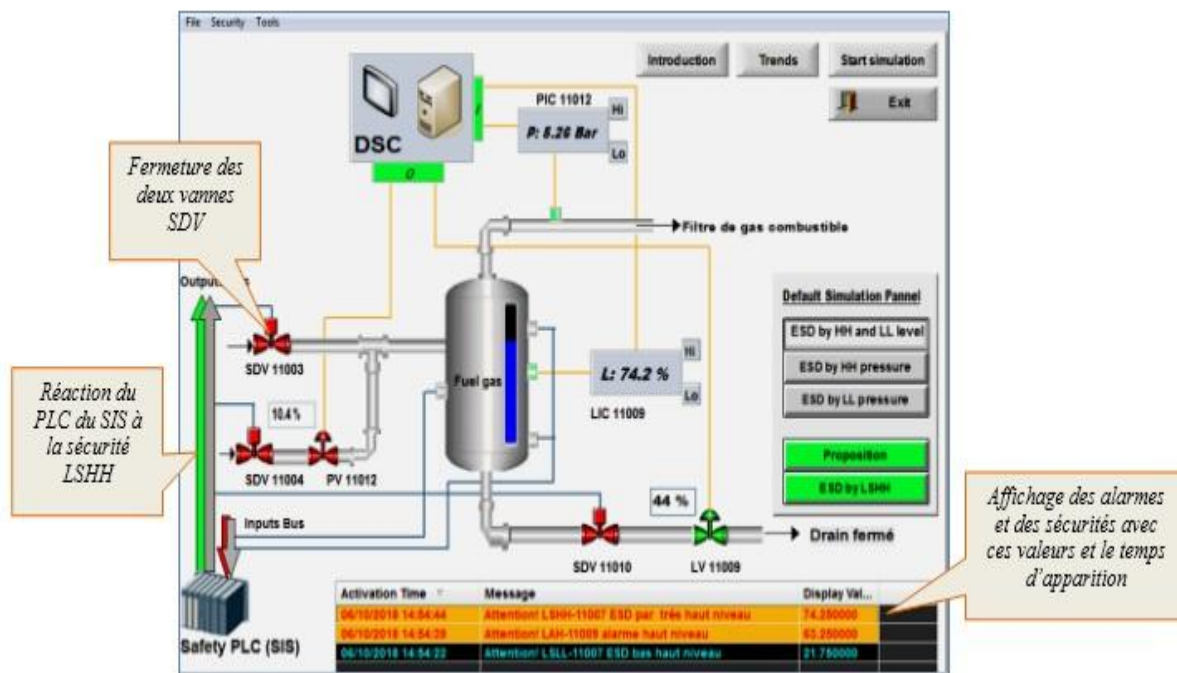 File Security Tools
Introduction
Trends
Start simulation
Exit
PIC 11012
Hi
P: 8.26 Bar
Lo
DSC
I
O
Fermeture des
deux vannes
SDV
Filtre de gas combustible
SDV 11003
Réaction du
PLC du SIS à
la sécurité
LSHH
10.4 %
SDV 11004
PV 11012
Fuel gas
Hi
L: 74.2 %
Lo
LIC 11009
Default Simulation Pannel
ESD by HH and LL level
ESD by HH pressure
ESD by LL pressure
Proposition
ESD by LSHH
44 %
Inputs Bus
SDV 11010
LV 11009
Drain fermé
Affichage des alarmes
et des sécurités avec
ces valeurs et le temps
d'apparition
Safety PLC (SIS)
Activation Time Message Display Val...
06/10/2018 14:54:44 Attention! LSHH-11007 ESD par trés haut niveau 74.250000
06/10/2018 14:54:39 Attention! LAH-11009 alarme haut niveau 63.250000
06/10/2018 14:54:22 Attention! LSLL-11007 ESD bas haut niveau 21.750000